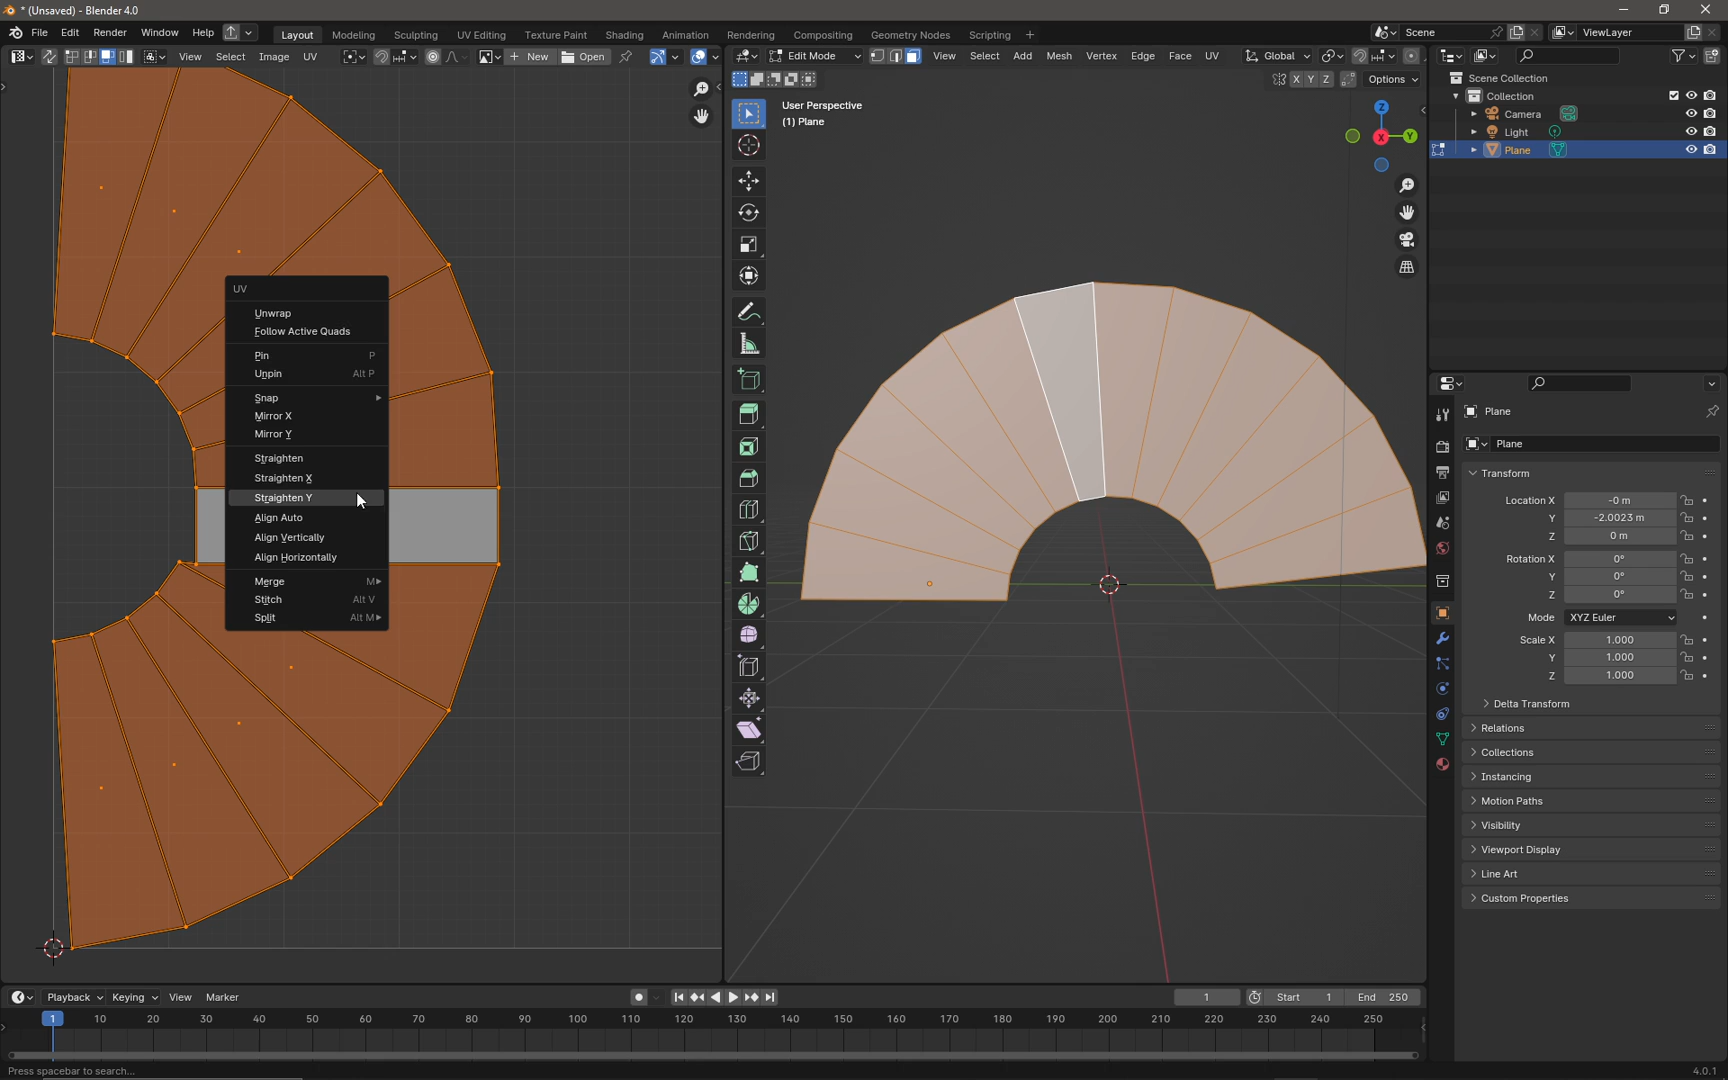 * (Unsaved) - Blender 4.0
File Edit Render Window Help Layout Modeling Sculpting UV Editing Texture Paint Shading Animation Rendering Compositing Geometry Nodes Scripting + Scene ViewLayer
View Select Image UV + New Open Edit Mode View Select Add Mesh Vertex Edge Face UV Global
X Y Z Options
User Perspective
(1) Plane
Z
X
Y
UV
Unwrap
Follow Active Quads
Pin P
Unpin Alt P
Snap
Mirror X
Mirror Y
Straighten
Straighten X
Straighten Y
Align Auto
Align Vertically
Align Horizontally
Merge M
Stitch Alt V
Split Alt M
Scene Collection
Collection
Camera
Light
Plane
Plane
Plane
Transform
Location X -0 m
Y -2.0023 m
Z 0 m
Rotation X 0°
Y 0°
Z 0°
Mode XYZ Euler
Scale X 1.000
Y 1.000
Z 1.000
Delta Transform
Relations
Collections
Instancing
Motion Paths
Visibility
Viewport Display
Line Art
Custom Properties
Playback Keying View Marker 1 Start 1 End 250
1 10 20 30 40 50 60 70 80 90 100 110 120 130 140 150 160 170 180 190 200 210 220 230 240 250
Press spacebar to search... 4.0.1